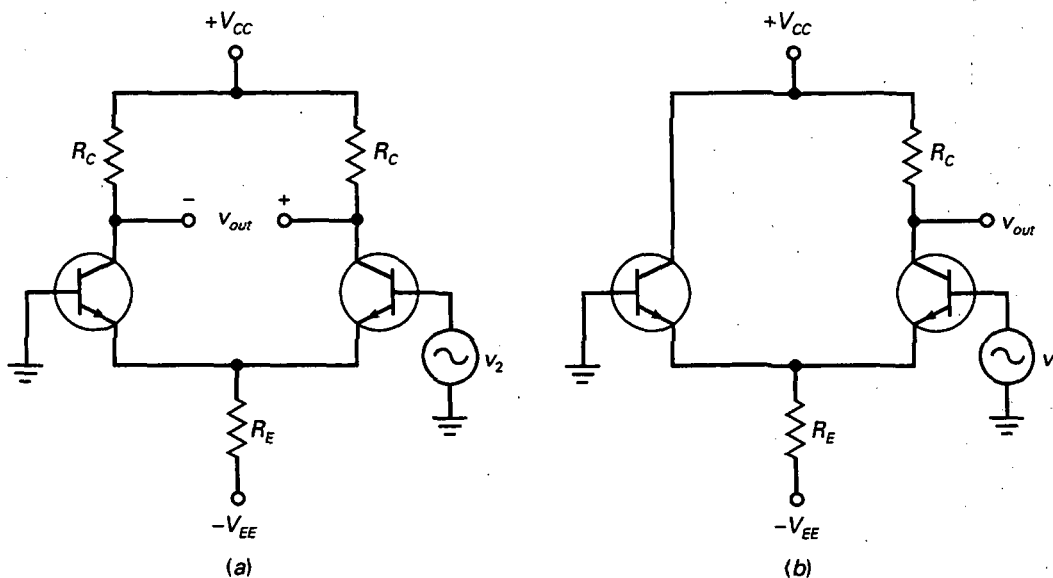 +V_CC
R_C
R_C
− v_out +
v_2
R_E
−V_EE
(a)
+V_CC
R_C
v_out
v
R_E
−V_EE
(b)